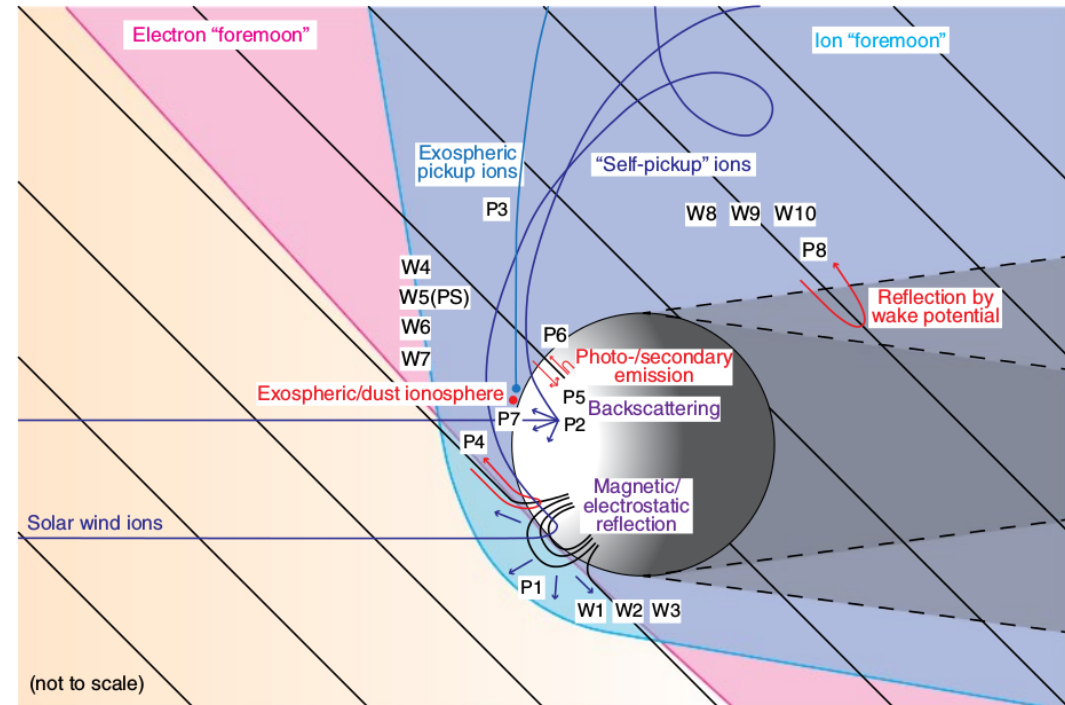 Electron “foremoon”
Ion “foremoon”
Exospheric
pickup ions
“Self-pickup” ions
P3
W8 W9 W10
P8
W4
W5(PS)
W6
W7
Reflection by
wake potential
P6
Photo-/secondary
emission
Exospheric/dust ionosphere
P5
Backscattering
P7
P2
P4
Magnetic/
electrostatic
reflection
Solar wind ions
P1
W1 W2 W3
(not to scale)